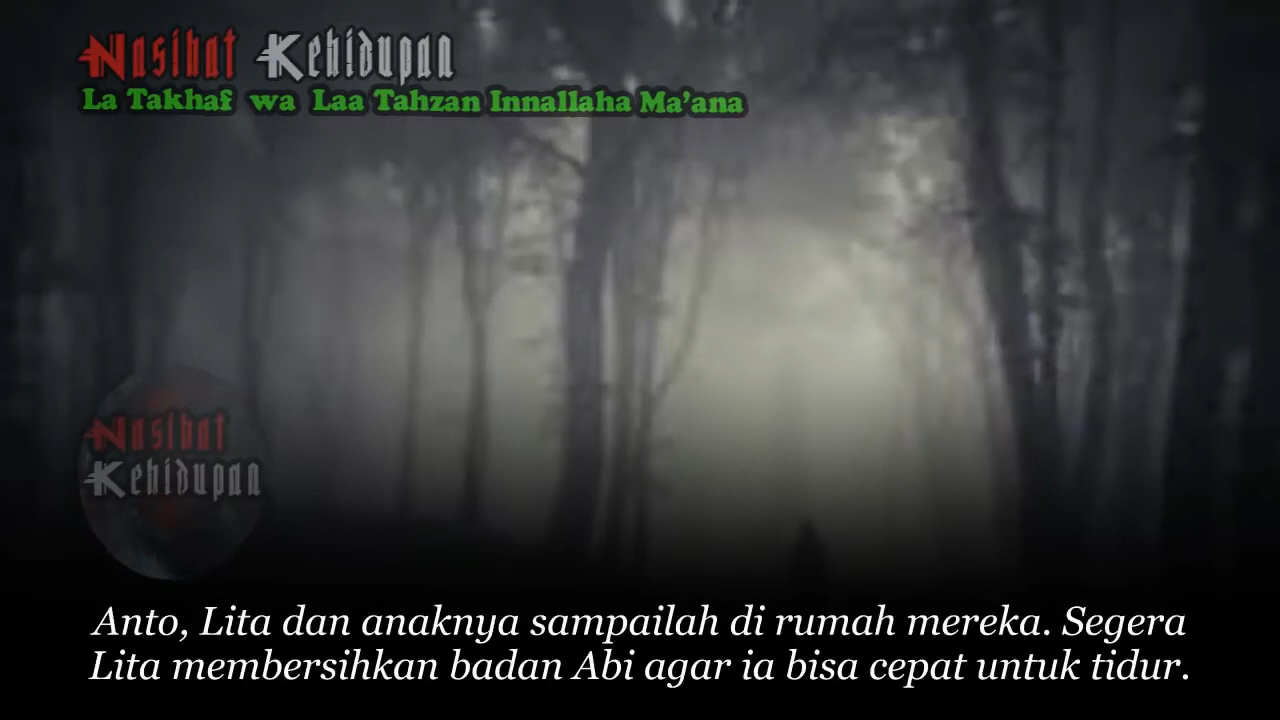 Nasihat Kehidupan
La Takhaf wa Laa Tahzan Innallaha Ma'ana
Nasihat
Kehidupan
Anto, Lita dan anaknya sampailah di rumah mereka. Segera
Lita membersihkan badan Abi agar ia bisa cepat untuk tidur.